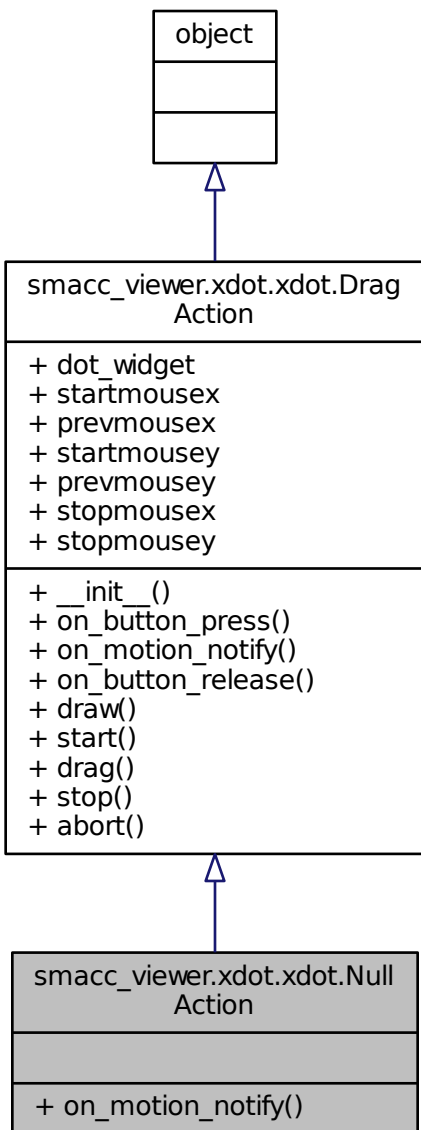 object
smacc_viewer.xdot.xdot.Drag
Action
+ dot_widget
+ startmousex
+ prevmousex
+ startmousey
+ prevmousey
+ stopmousex
+ stopmousey
+ __init__()
+ on_button_press()
+ on_motion_notify()
+ on_button_release()
+ draw()
+ start()
+ drag()
+ stop()
+ abort()
smacc_viewer.xdot.xdot.Null
Action
+ on_motion_notify()